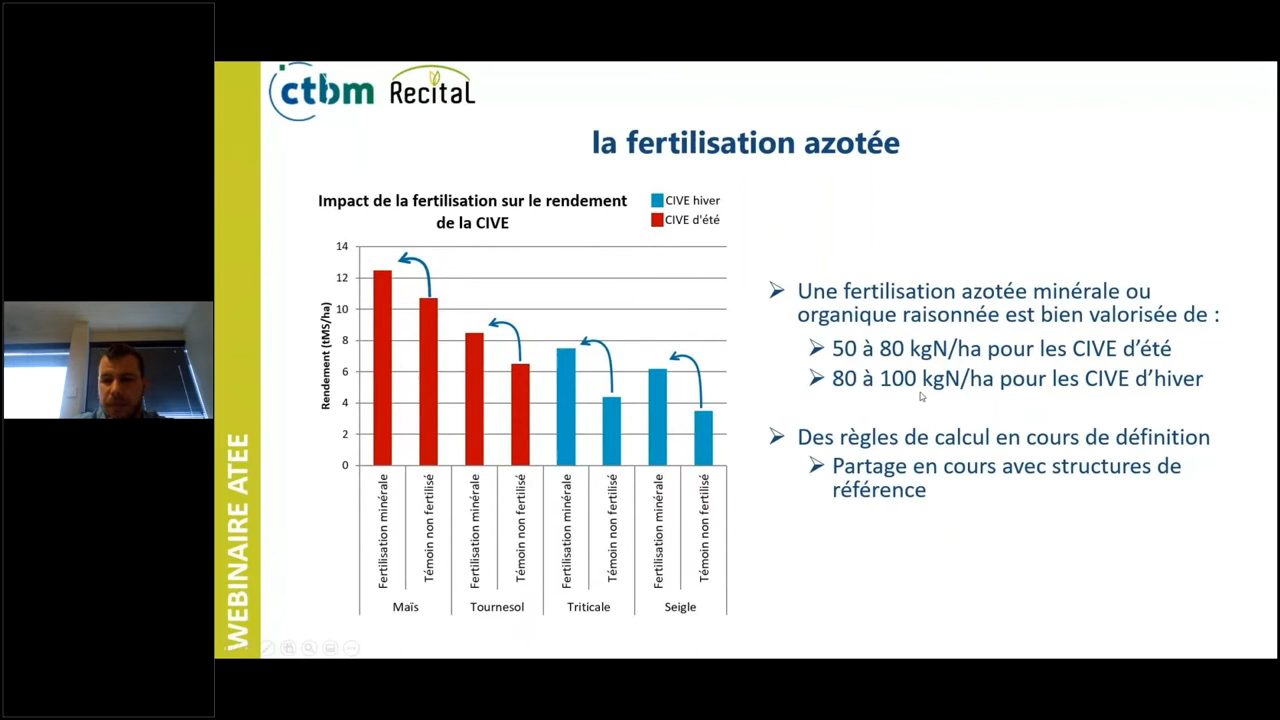 ctbm Recital
la fertilisation azotée
Impact de la fertilisation sur le rendement
de la CIVE
CIVE hiver
CIVE d'été
14
12
10
8
6
4
2
0
Rendement (tMS/ha)
Fertilisation minérale
Témoin non fertilisé
Fertilisation minérale
Témoin non fertilisé
Fertilisation minérale
Témoin non fertilisé
Fertilisation minérale
Témoin non fertilisé
Maïs
Tournesol
Triticale
Seigle
Une fertilisation azotée minérale ou
organique raisonnée est bien valorisée de :
50 à 80 kgN/ha pour les CIVE d’été
80 à 100 kgN/ha pour les CIVE d’hiver
Des règles de calcul en cours de définition
Partage en cours avec structures de
référence
WEBINAIRE ATEE